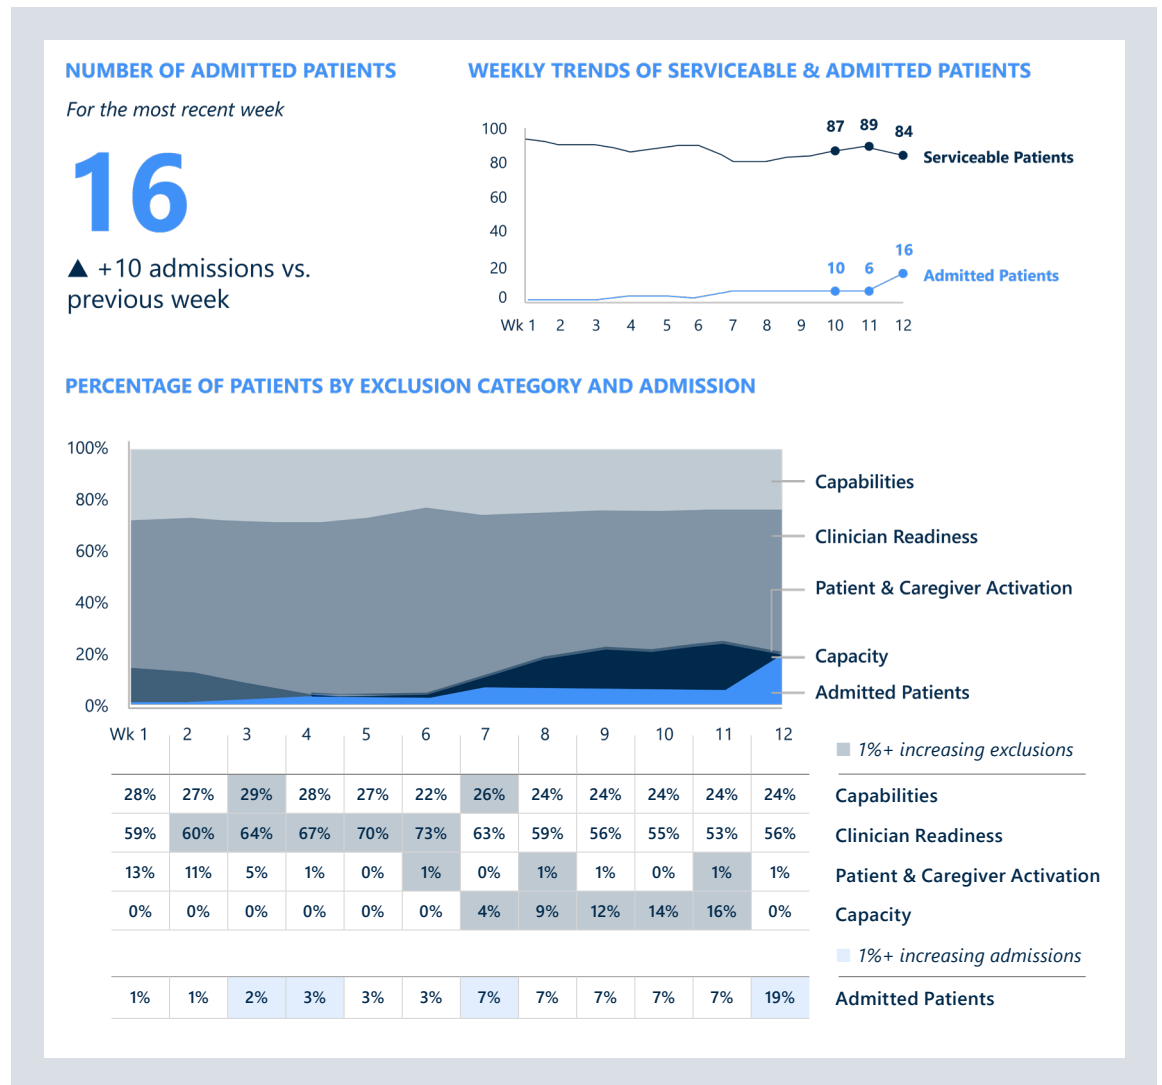 NUMBER OF ADMITTED PATIENTS
For the most recent week
16
▲ +10 admissions vs.
previous week
WEEKLY TRENDS OF SERVICEABLE & ADMITTED PATIENTS
100
80
60
40
20
0
87 89 84
Serviceable Patients
10 6 16
Admitted Patients
Wk 1 2 3 4 5 6 7 8 9 10 11 12
PERCENTAGE OF PATIENTS BY EXCLUSION CATEGORY AND ADMISSION
100%
80%
60%
40%
20%
0%
Capabilities
Clinician Readiness
Patient & Caregiver Activation
Capacity
Admitted Patients
Wk 1 2 3 4 5 6 7 8 9 10 11 12
1%+ increasing exclusions
28% 27% 29% 28% 27% 22% 26% 24% 24% 24% 24% 24% Capabilities
59% 60% 64% 67% 70% 73% 63% 59% 56% 55% 53% 56% Clinician Readiness
13% 11% 5% 1% 0% 1% 0% 1% 1% 0% 1% 1% Patient & Caregiver Activation
0% 0% 0% 0% 0% 0% 4% 9% 12% 14% 16% 0% Capacity
1%+ increasing admissions
1% 1% 2% 3% 3% 3% 7% 7% 7% 7% 7% 19% Admitted Patients